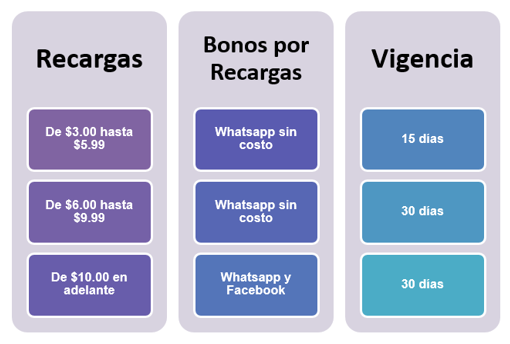 Recargas
De $3.00 hasta
$5.99
De $6.00 hasta
$9.99
De $10.00 en
adelante
Bonos por
Recargas
Whatsapp sin
costo
Whatsapp sin
costo
Whatsapp y
Facebook
Vigencia
15 dias
30 dias
30 dias